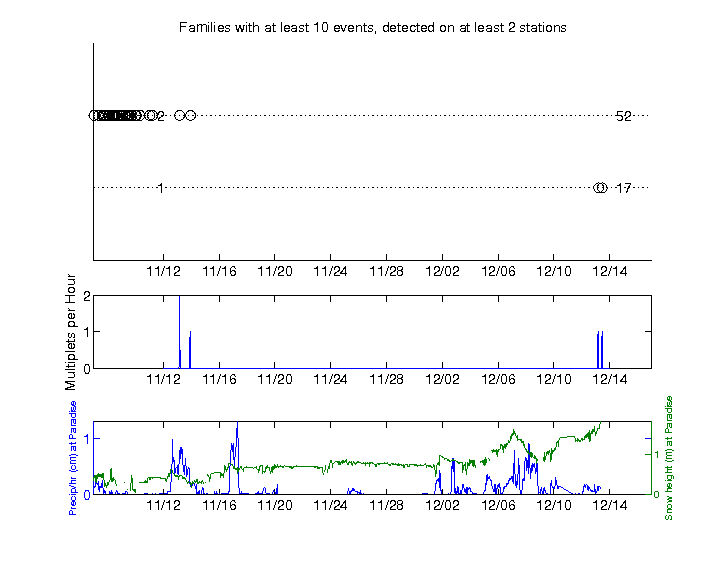 Families with at least 10 events, detected on at least 2 stations
2 52
1 17
11/12 11/16 11/20 11/24 11/28 12/02 12/06 12/10 12/14
Multiplets per Hour
2
1
0
11/12 11/16 11/20 11/24 11/28 12/02 12/06 12/10 12/14
Precip/hr (cm) at Paradise
1
0
Snow height (m) at Paradise
1
0
11/12 11/16 11/20 11/24 11/28 12/02 12/06 12/10 12/14